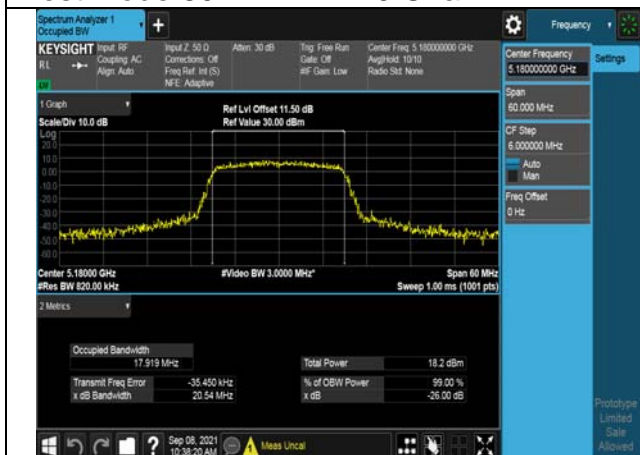 Spectrum Analyzer 1
Occupied BW
+
Frequency
KEYSIGHT
RL
Input: RF
Coupling: AC
Align: Auto
Input Z: 50 Ω
Corrections: Off
Freq Ref: Int (S)
NFE: Adaptive
Atten: 30 dB
Trig: Free Run
Gate: Off
#IF Gain: Low
Center Freq: 5.180000000 GHz
Avg|Hold: 10/10
Radio Std: None
Center Frequency
5.180000000 GHz
Settings
Span
60.000 MHz
CF Step
6.000000 MHz
Auto
Man
Freq Offset
0 Hz
1 Graph
Scale/Div 10.0 dB
Ref Lvl Offset 11.50 dB
Ref Value 30.00 dBm
Log
20.0
10.0
0.00
-10.0
-20.0
-30.0
-40.0
-50.0
-60.0
Center 5.18000 GHz
#Video BW 3.0000 MHz*
Span 60 MHz
#Res BW 820.00 kHz
Sweep 1.00 ms (1001 pts)
2 Metrics
Occupied Bandwidth
17.919 MHz
Total Power 18.2 dBm
Transmit Freq Error -35.450 kHz
% of OBW Power 99.00 %
x dB Bandwidth 20.54 MHz
x dB -26.00 dB
Prototype
Limited
Sale
Allowed
?
Sep 08, 2021
10:38:20 AM
Meas Uncal